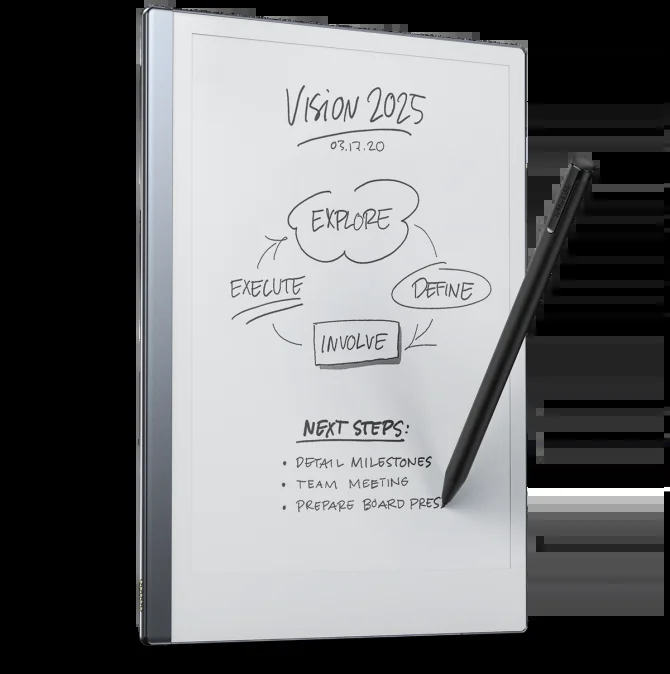 VISION 2025
03.17.20
EXPLORE
EXECUTE
DEFINE
INVOLVE
NEXT STEPS:
• DETAIL MILESTONES
• TEAM MEETING
• PREPARE BOARD PRES